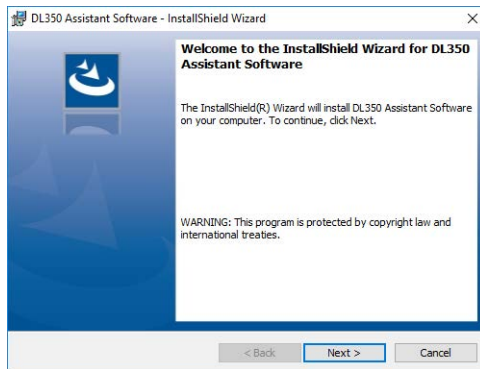 DL350 Assistant Software - InstallShield Wizard
Welcome to the InstallShield Wizard for DL350
Assistant Software
The InstallShield(R) Wizard will install DL350 Assistant Software
on your computer. To continue, click Next.
WARNING: This program is protected by copyright law and
international treaties.
< Back
Next >
Cancel